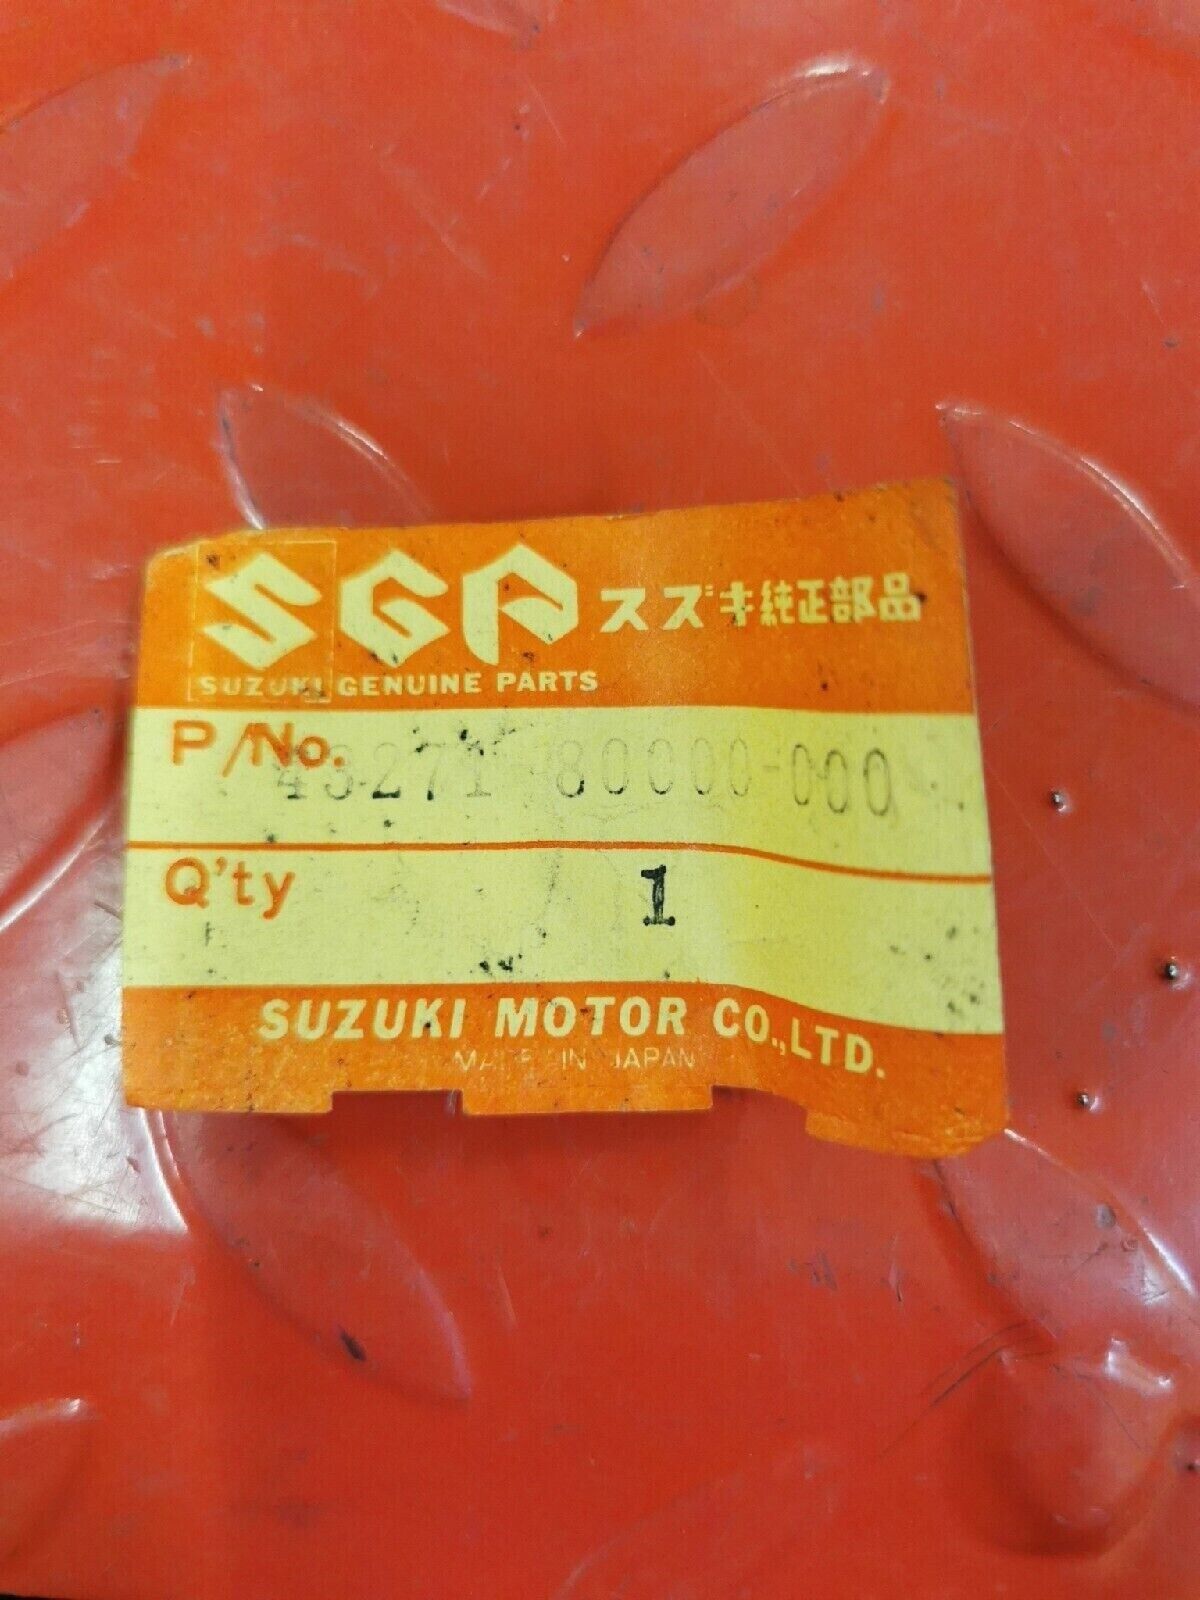 SGP スズキ純正部品
SUZUKI GENUINE PARTS
P/No. 43271-80000-000
Q'ty 1
SUZUKI MOTOR CO., LTD.
MADE IN JAPAN